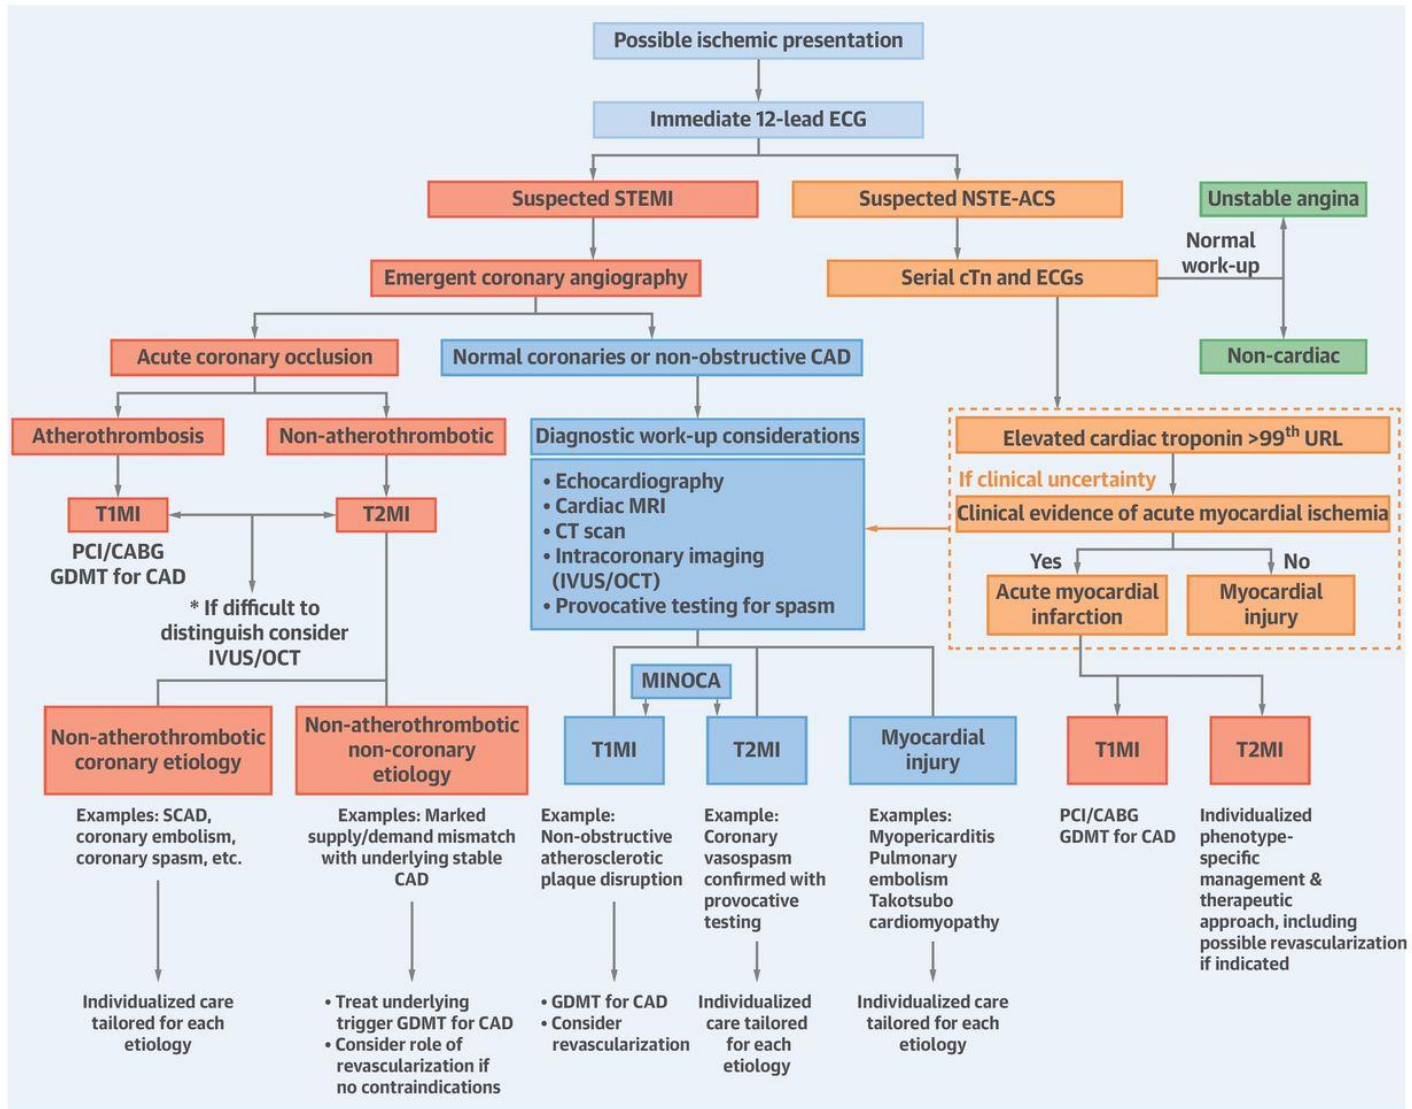 Possible ischemic presentation
Immediate 12-lead ECG
Suspected STEMI
Suspected NSTE-ACS
Unstable angina
Normal
work-up
Emergent coronary angiography
Serial cTn and ECGs
Acute coronary occlusion
Normal coronaries or non-obstructive CAD
Non-cardiac
Atherothrombosis
Non-atherothrombotic
Diagnostic work-up considerations
Elevated cardiac troponin >99th URL
• Echocardiography
• Cardiac MRI
• CT scan
• Intracoronary imaging
(IVUS/OCT)
• Provocative testing for spasm
If clinical uncertainty
Clinical evidence of acute myocardial ischemia
T1MI
T2MI
PCI/CABG
GDMT for CAD
* If difficult to
distinguish consider
IVUS/OCT
Yes
No
Acute myocardial
infarction
Myocardial
injury
MINOCA
Non-atherothrombotic
coronary etiology
Non-atherothrombotic
non-coronary
etiology
T1MI
T2MI
Myocardial
injury
T1MI
T2MI
Examples: SCAD,
coronary embolism,
coronary spasm, etc.
Examples: Marked
supply/demand mismatch
with underlying stable
CAD
Example:
Non-obstructive
atherosclerotic
plaque disruption
Example:
Coronary
vasospasm
confirmed with
provocative
testing
Examples:
Myopericarditis
Pulmonary
embolism
Takotsubo
cardiomyopathy
PCI/CABG
GDMT for CAD
Individualized
phenotype-
specific
management &
therapeutic
approach, including
possible revascularization
if indicated
Individualized care
tailored for each
etiology
• Treat underlying
trigger GDMT for CAD
• Consider role of
revascularization if
no contraindications
• GDMT for CAD
• Consider
revascularization
Individualized
care tailored
for each
etiology
Individualized care
tailored for each
etiology